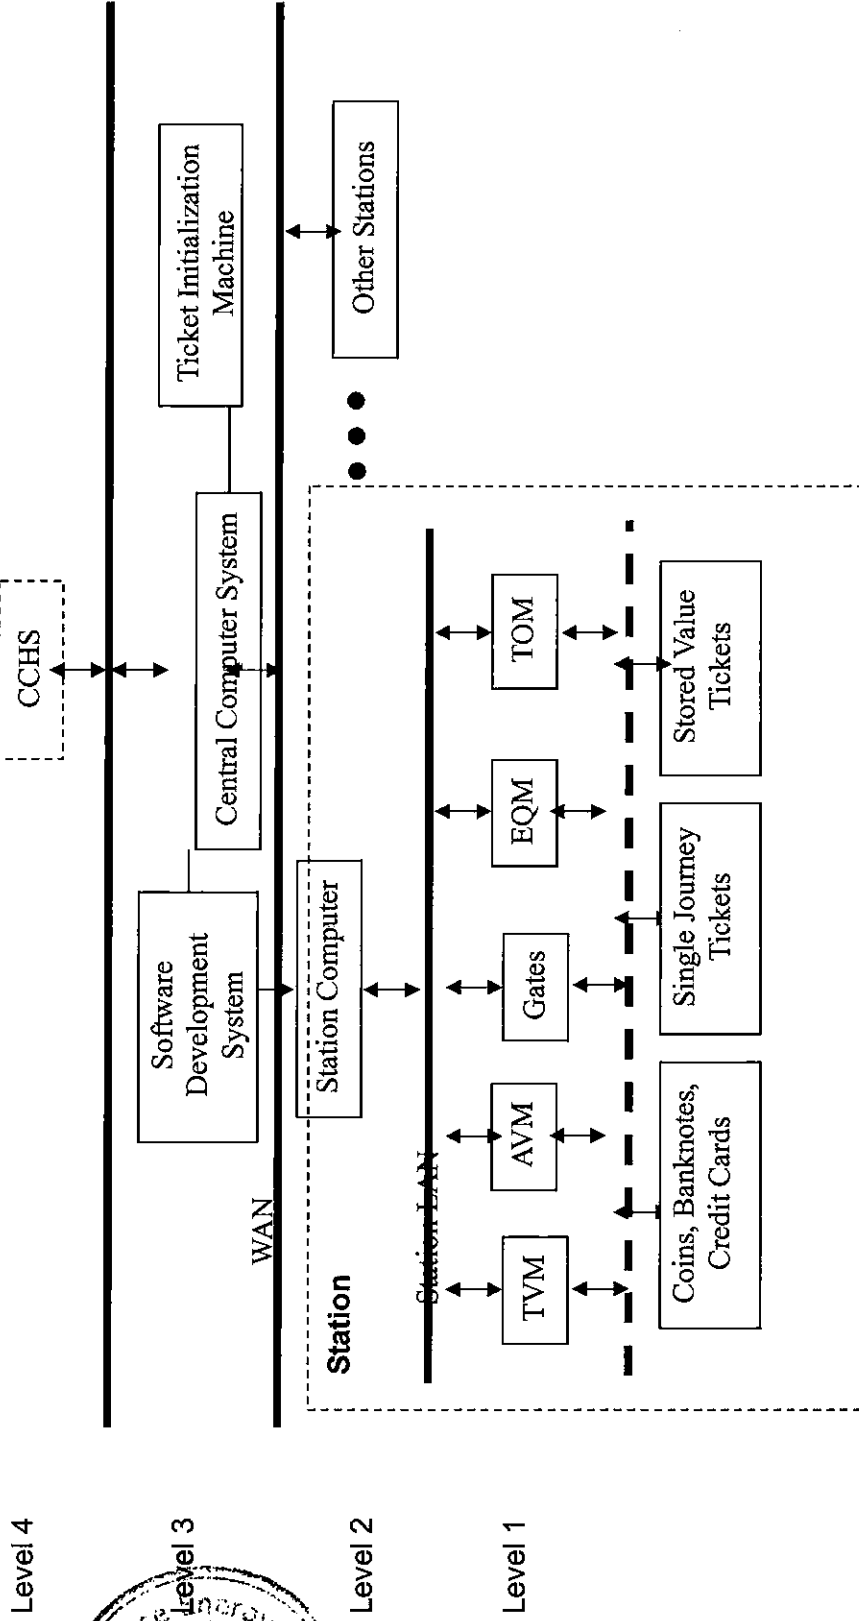 Level 4
CCHS
Level 3
Software
Development
System
Central Computer System
Ticket Initialization
Machine
WAN
Level 2
Station
Station Computer
Other Stations
Station LAN
Level 1
TVM
AVM
Gates
EQM
TOM
Coins, Banknotes,
Credit Cards
Single Journey
Tickets
Stored Value
Tickets